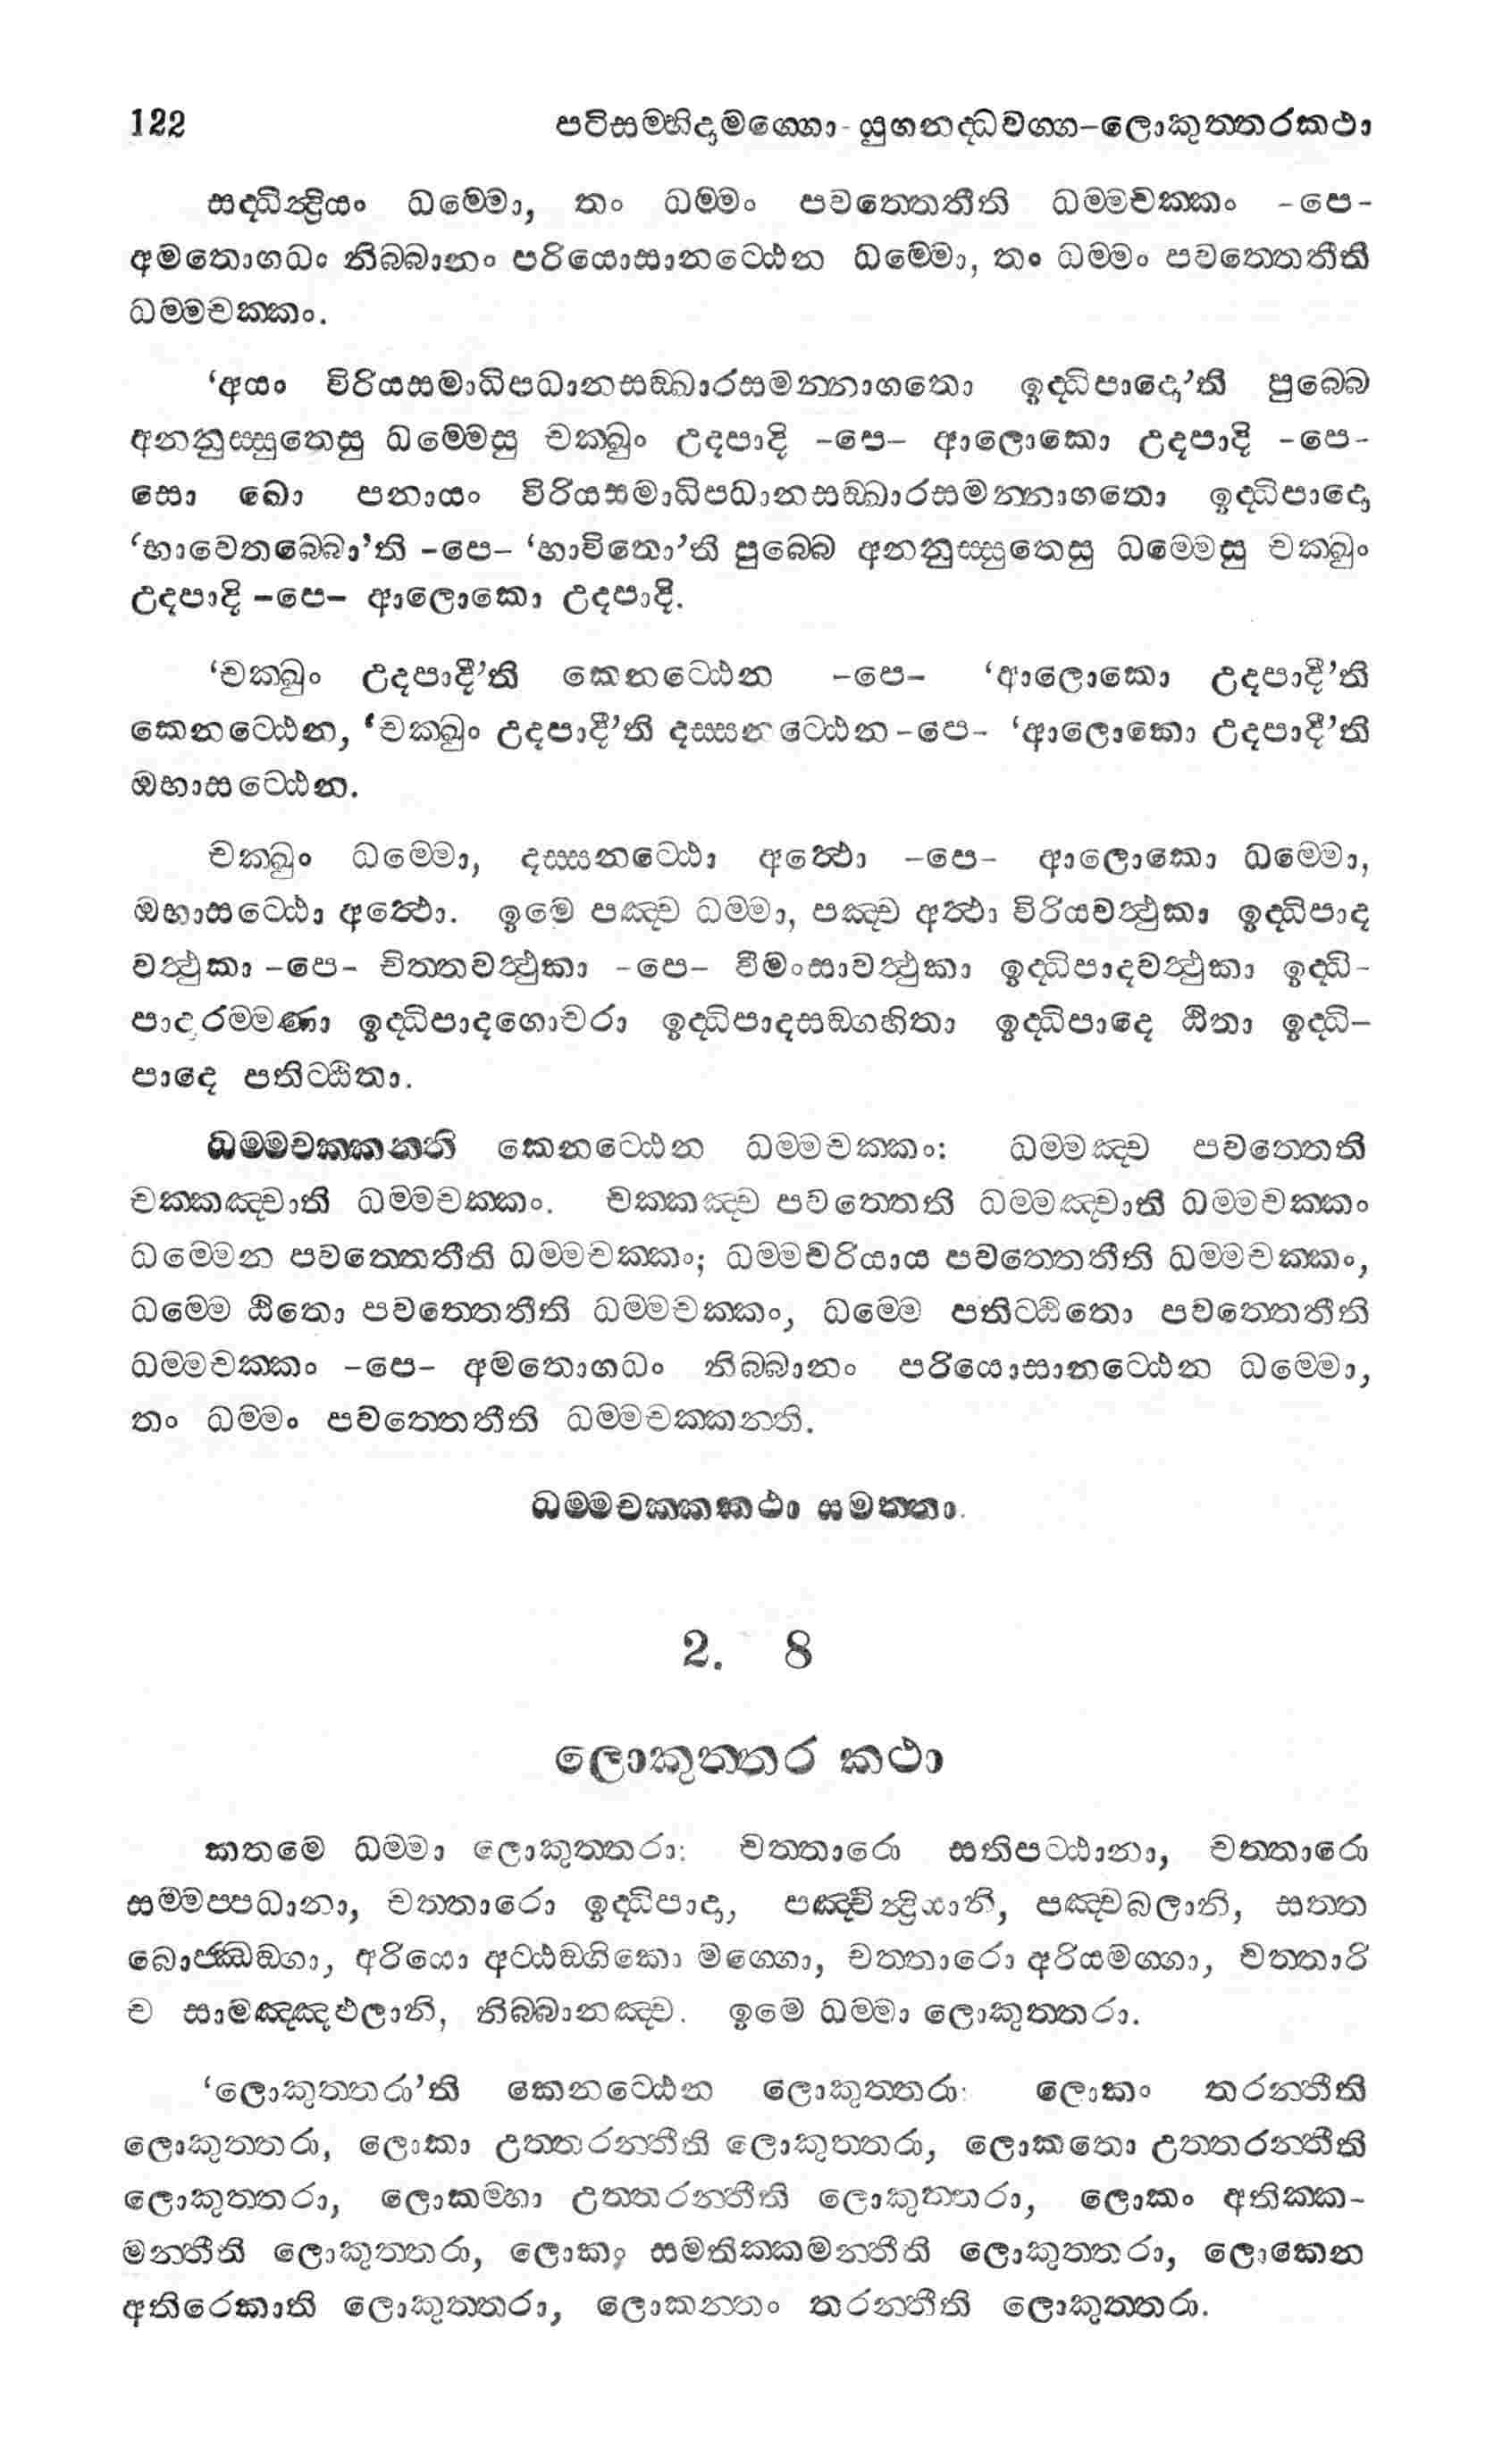 122 පටිසම්භිදාමග්ගො - යුගනද්ධවග්ග–ලොකුත්තරකථා
සද්ධින්ද්‍රියං ධම්මො, තං ධම්මං පවත්තෙතීති ධම්මචක්කං -පෙ-
අමතොගධං නිබ්බානං පරියොසානට්ඨෙන ධම්මො, තං ධම්මං පවත්තෙතීති
ධම්මචක්කං.
‘අයං විරියසමාධිපධානසඞ්ඛාරසමන්නාගතො ඉද්ධිපාදො’ති පුබ්බෙ
අනනුස්සුතෙසු ධම්මෙසු චක්ඛුං උදපාදි –පෙ– ආලොකො උදපාදි -පෙ-
සො ඛො පනායං විරියසමාධිපධානසඞ්ඛාරසමන්නාගතො ඉද්ධිපාදො
‘භාවෙතබ්බො’ති –පෙ– ‘භාවිතො’ති පුබ්බෙ අනනුස්සුතෙසු ධම්මෙසු චක්ඛුං
උදපාදි –පෙ– ආලොකො උදපාදි.
‘චක්ඛුං උදපාදී’ති කෙනට්ඨෙන –පෙ– ‘ආලොකො උදපාදී’ති
කෙනට්ඨෙන, ‘චක්ඛුං උදපාදී’ති දස්සනට්ඨෙන -පෙ- ‘ආලොකො උදපාදී’ති
ඔභාසට්ඨෙන.
චක්ඛුං ධම්මො, දස්සනට්ඨො අත්ථො –පෙ– ආලොකො ධම්මො,
ඔභාසට්ඨො අත්ථො. ඉමෙ පඤ්ච ධම්මා, පඤ්ච අත්ථා විරියවත්ථුකා ඉද්ධිපාද
වත්ථුකා –පෙ– චිත්තවත්ථුකා –පෙ– වීමංසාවත්ථුකා ඉද්ධිපාදවත්ථුකා ඉද්ධි-
පාදාරම්මණා ඉද්ධිපාදගොචරා ඉද්ධිපාදසඞ්ගහිතා ඉද්ධිපාදෙ ඨිතා ඉද්ධි–
පාදෙ පතිට්ඨිතා.
ධම්මචක්කන්ති කෙනට්ඨෙන ධම්මචක්කං: ධම්මඤ්ච පවත්තෙති
චක්කඤ්චාති ධම්මචක්කං. චක්කඤ්ච පවත්තෙති ධම්මඤ්චාති ධම්මචක්කං
ධම්මෙන පවත්තෙතීති ධම්මචක්කං; ධම්මචරියාය පවත්තෙතීති ධම්මචක්කං,
ධම්මෙ ඨිතො පවත්තෙතීති ධම්මචක්කං, ධම්මෙ පතිට්ඨිතො පවත්තෙතීති
ධම්මචක්කං –පෙ– අමතොගධං නිබ්බානං පරියොසානට්ඨෙන ධම්මො,
තං ධම්මං පවත්තෙතීති ධම්මචක්කන්ති.
ධම්මචක්කකථා සමත්තා.
2. 8
ලොකුත්තර කථා
කතමෙ ධම්මා ලොකුත්තරා: චත්තාරො සතිපට්ඨානා, චත්තාරො
සම්මප්පධානා, චත්තාරො ඉද්ධිපාදා, පඤ්චින්ද්‍රියානි, පඤ්චබලානි, සත්ත
බොජ්ඣඞ්ගා, අරියො අට්ඨඞ්ගිකො මග්ගො, චත්තාරො අරියමග්ගා, චත්තාරි
ච සාමඤ්ඤඵලානි, නිබ්බානඤ්ච. ඉමෙ ධම්මා ලොකුත්තරා.
‘ලොකුත්තරා’ති කෙනට්ඨෙන ලොකුත්තරා: ලොකං තරන්තීති
ලොකුත්තරා, ලොකා උත්තරන්තීති ලොකුත්තරා, ලොකතො උත්තරන්තීති
ලොකුත්තරා, ලොකම්හා උත්තරන්තීති ලොකුත්තරා, ලොකං අතික්ක-
මන්තීති ලොකුත්තරා, ලොකං සමතික්කමන්තීති ලොකුත්තරා, ලොකෙන
අතිරෙකාති ලොකුත්තරා, ලොකන්තං තරන්තීති ලොකුත්තරා.